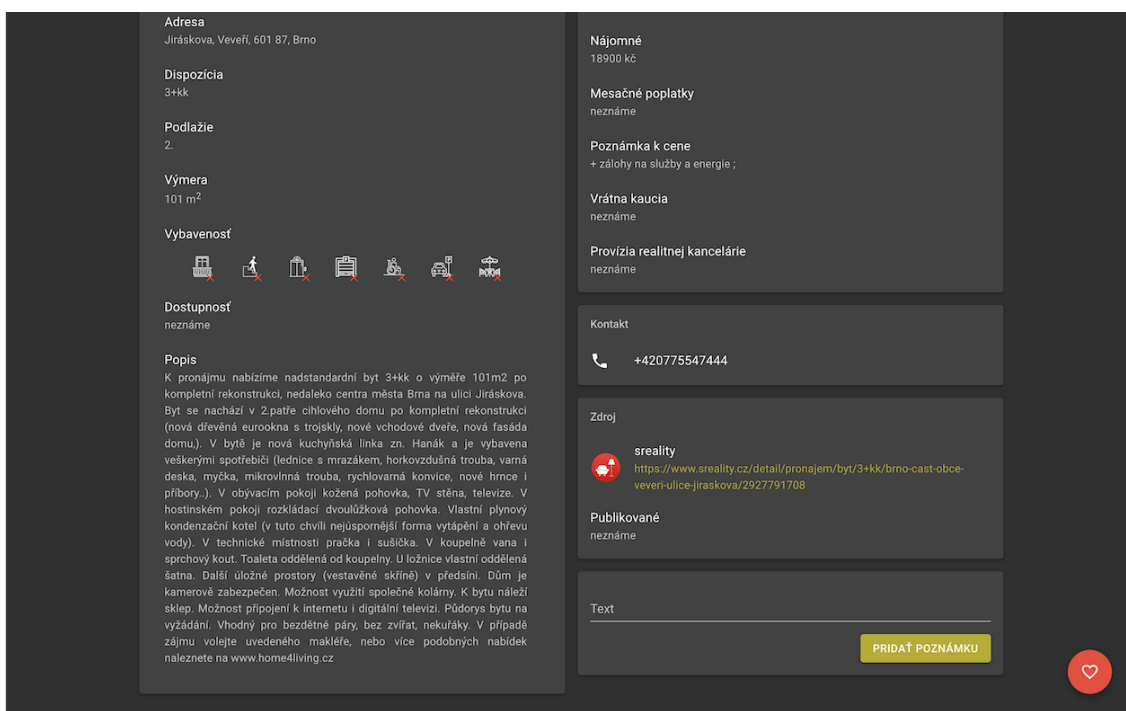 Adresa
Jiráskova, Veveří, 601 87, Brno
Dispozícia
3+kk
Podlažie
2.
Výmera
101 m2
Vybavenosť
Dostupnosť
neznáme
Popis
K pronájmu nabízíme nadstandardní byt 3+kk o výměře 101m2 po
kompletní rekonstrukci, nedaleko centra města Brna na ulici Jiráskova.
Byt se nachází v 2.patře cihlového domu po kompletní rekonstrukci
(nová dřevěná eurookna s trojskly, nové vchodové dveře, nová fasáda
domu,). V bytě je nová kuchyňská linka zn. Hanák a je vybavena
veškerými spotřebiči (lednice s mrazákem, horkovzdušná trouba, varná
deska, myčka, mikrovlnná trouba, rychlovarná konvice, nové hrnce i
příbory..). V obývacím pokoji kožená pohovka, TV stěna, televize. V
hostinském pokoji rozkládací dvoulůžková pohovka. Vlastní plynový
kondenzační kotel (v tuto chvíli nejúspornější forma vytápění a ohřevu
vody). V technické místnosti pračka i sušička. V koupelně vana i
sprchový kout. Toaleta oddělená od koupelny. U ložnice vlastní oddělená
šatna. Další úložné prostory (vestavěné skříně) v předsíni. Dům je
kamerově zabezpečen. Možnost využití společné kolárny. K bytu náleží
sklep. Možnost připojení k internetu i digitální televizi. Půdorys bytu na
vyžádání. Vhodný pro bezdětné páry, bez zvířat, nekuřáky. V případě
zájmu volejte uvedeného makléře, nebo více podobných nabídek
naleznete na www.home4living.cz
Nájomné
18900 kč
Mesačné poplatky
neznáme
Poznámka k cene
+ zálohy na služby a energie ;
Vrátna kaucia
neznáme
Provízia realitnej kancelárie
neznáme
Kontakt
+420775547444
Zdroj
sreality
https://www.sreality.cz/detail/pronajem/byt/3+kk/brno-cast-obce-
veveri-ulice-jiraskova/2927791708
Publikované
neznáme
Text
PRIDAŤ POZNÁMKU